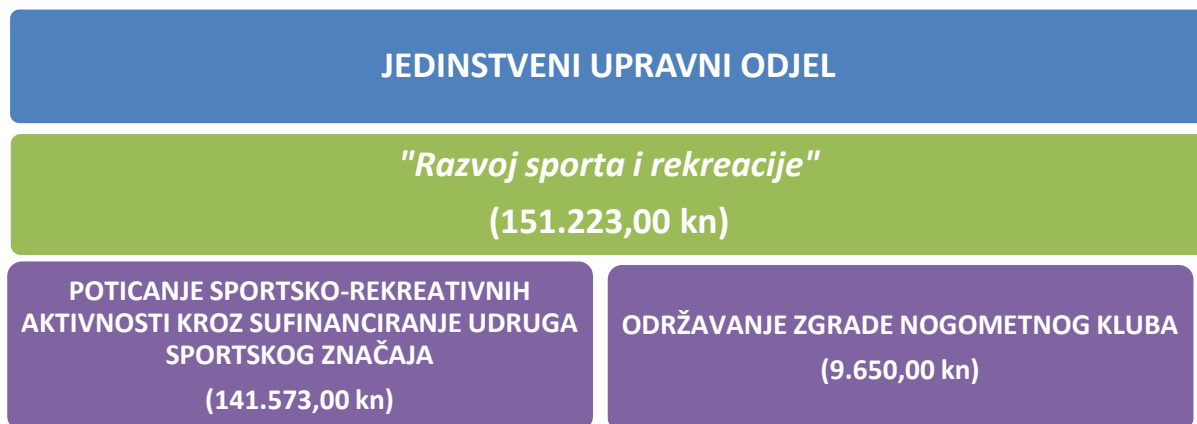 JEDINSTVENI UPRAVNI ODJEL
"Razvoj sporta i rekreacije"
(151.223,00 kn)
POTICANJE SPORTSKO-REKREATIVNIH
AKTIVNOSTI KROZ SUFINANCIRANJE UDRUGA
SPORTSKOG ZNAČAJA
(141.573,00 kn)
ODRŽAVANJE ZGRADE NOGOMETNOG KLUBA
(9.650,00 kn)